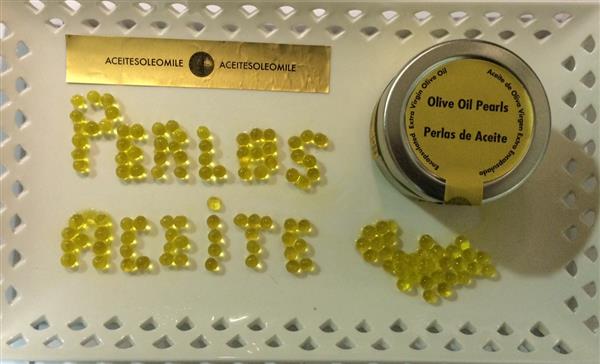 ACEITESOLEOMILE ACEITESOLEOMILE
PERLAS
ACEITE
Encapsulated Extra Virgin Olive Oil
Aceite de Oliva Virgen Extra Encapsulado
Olive Oil Pearls
Perlas de Aceite